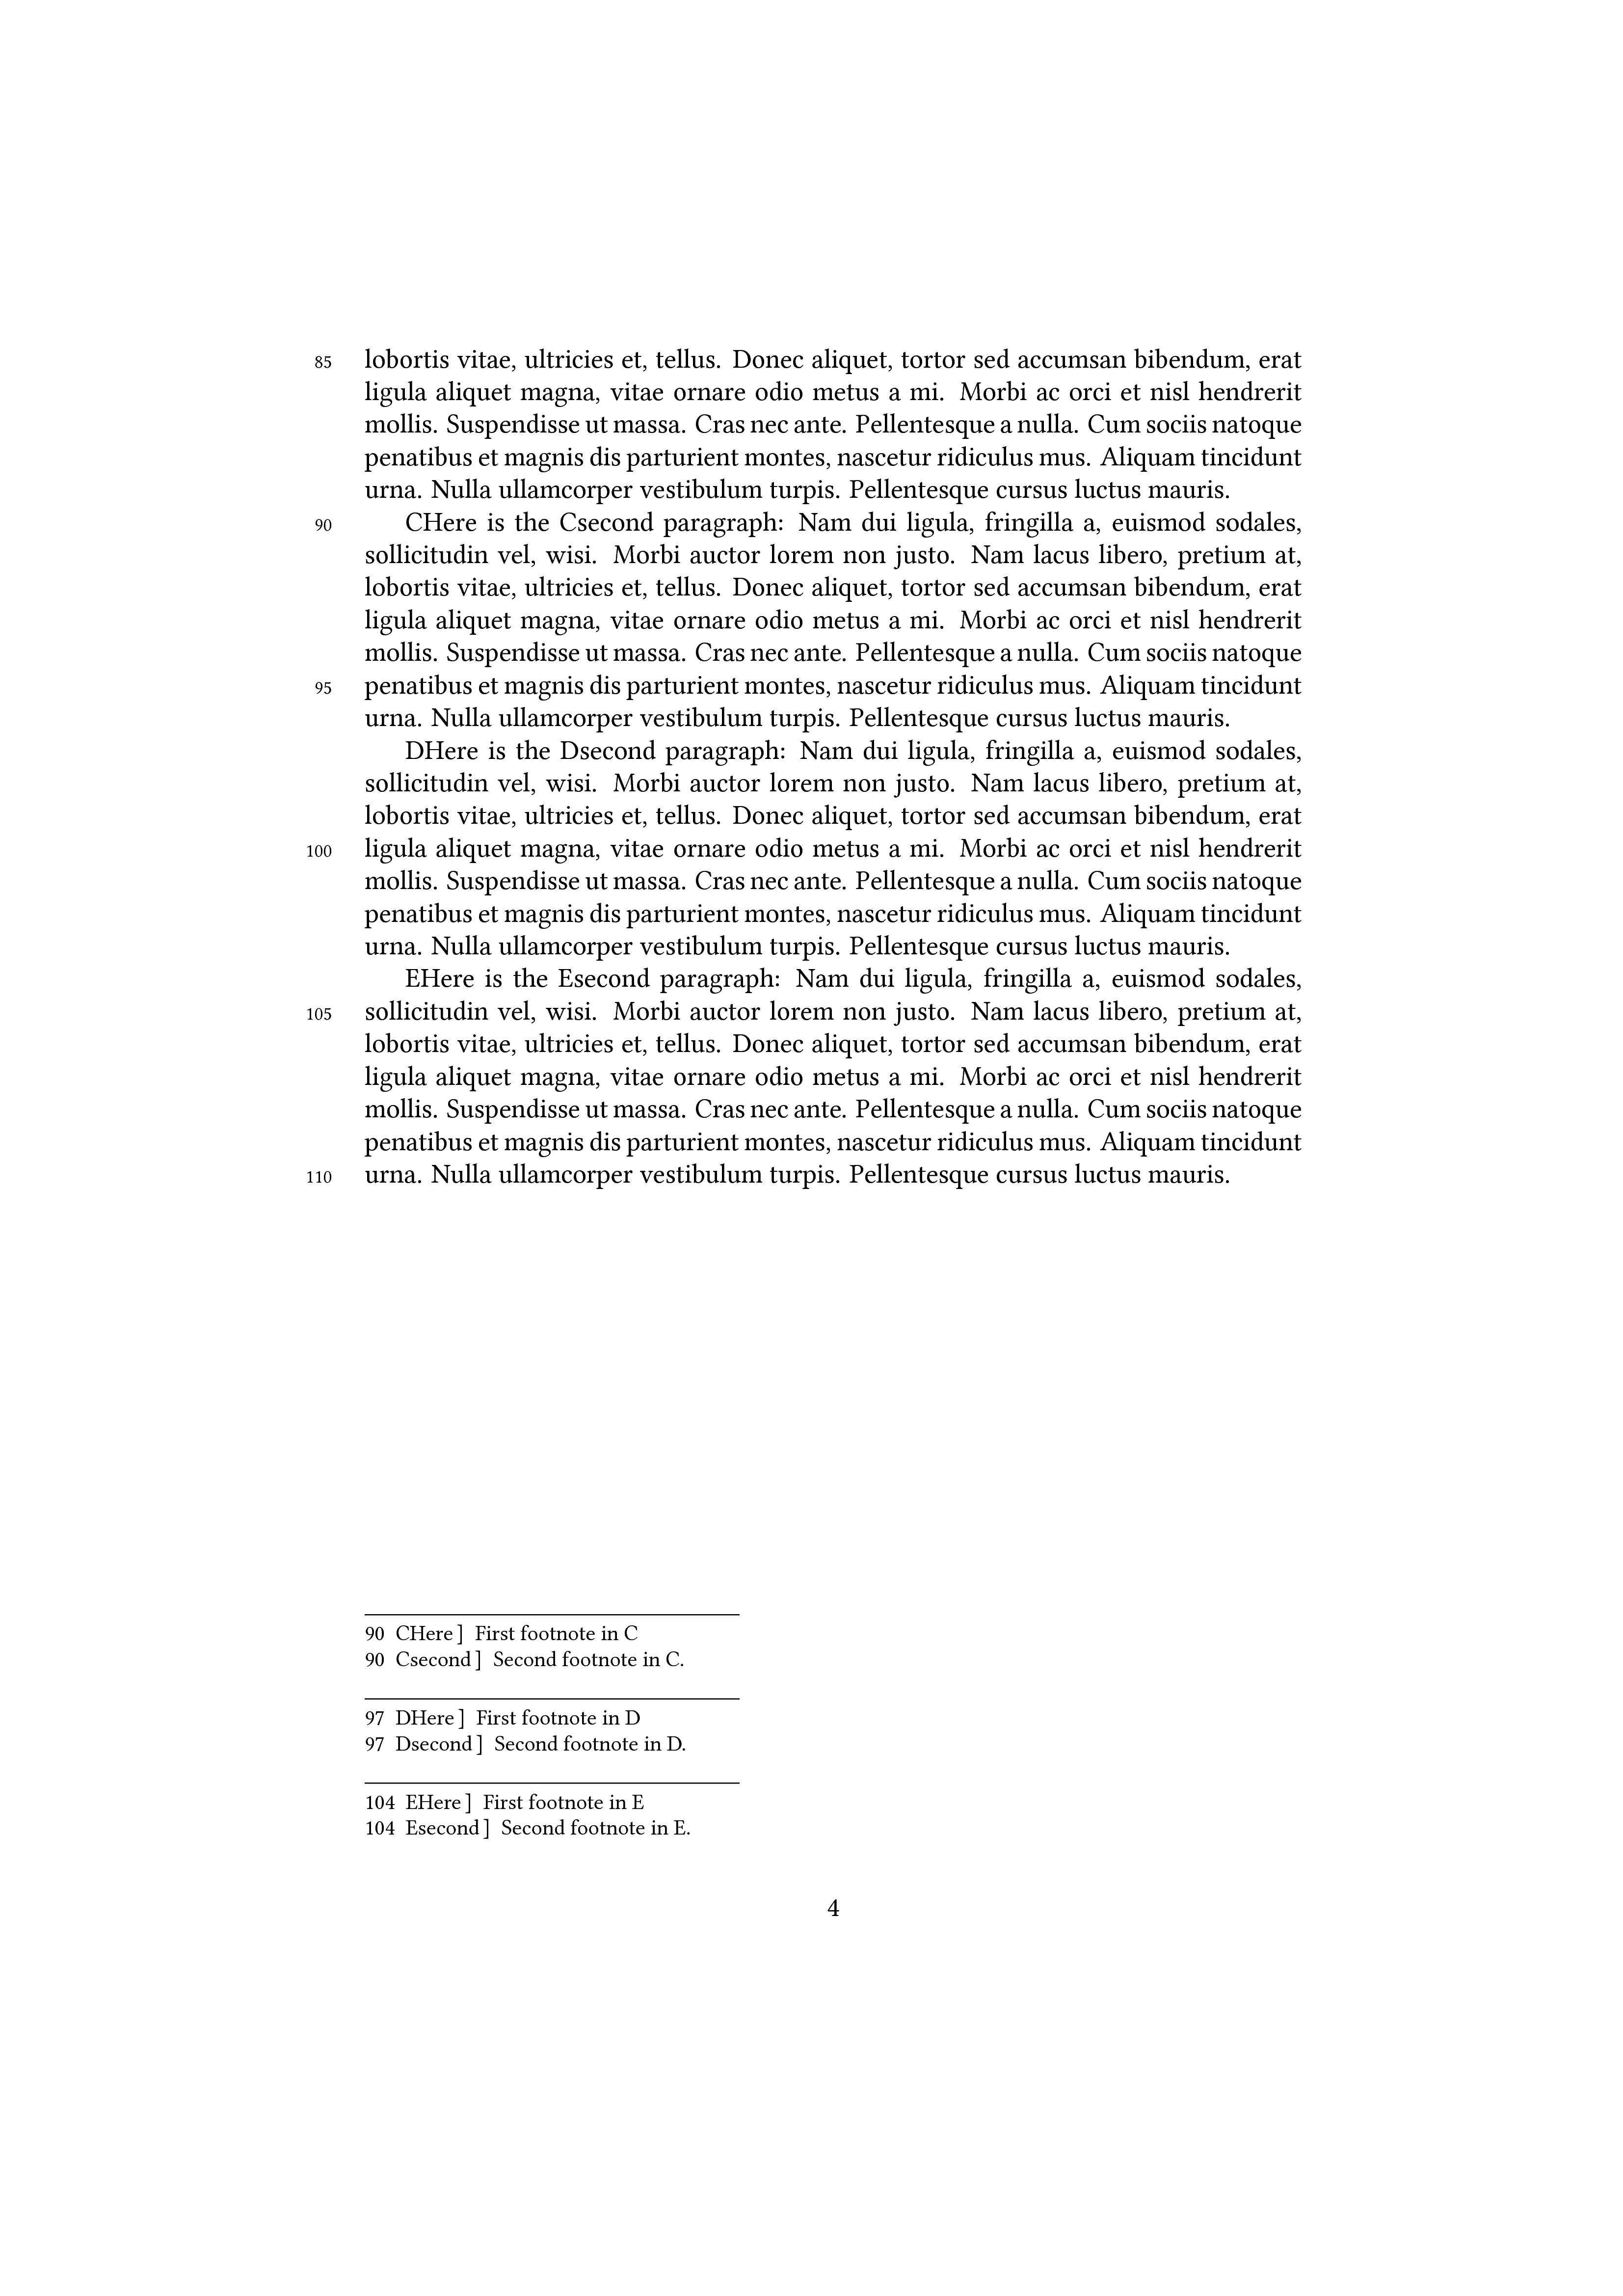 85 lobortis vitae, ultricies et, tellus. Donec aliquet, tortor sed accumsan bibendum, erat
ligula aliquet magna, vitae ornare odio metus a mi. Morbi ac orci et nisl hendrerit
mollis. Suspendisse ut massa. Cras nec ante. Pellentesque a nulla. Cum sociis natoque
penatibus et magnis dis parturient montes, nascetur ridiculus mus. Aliquam tincidunt
urna. Nulla ullamcorper vestibulum turpis. Pellentesque cursus luctus mauris.
90 CHere is the Csecond paragraph: Nam dui ligula, fringilla a, euismod sodales,
sollicitudin vel, wisi. Morbi auctor lorem non justo. Nam lacus libero, pretium at,
lobortis vitae, ultricies et, tellus. Donec aliquet, tortor sed accumsan bibendum, erat
ligula aliquet magna, vitae ornare odio metus a mi. Morbi ac orci et nisl hendrerit
mollis. Suspendisse ut massa. Cras nec ante. Pellentesque a nulla. Cum sociis natoque
95 penatibus et magnis dis parturient montes, nascetur ridiculus mus. Aliquam tincidunt
urna. Nulla ullamcorper vestibulum turpis. Pellentesque cursus luctus mauris.
DHere is the Dsecond paragraph: Nam dui ligula, fringilla a, euismod sodales,
sollicitudin vel, wisi. Morbi auctor lorem non justo. Nam lacus libero, pretium at,
lobortis vitae, ultricies et, tellus. Donec aliquet, tortor sed accumsan bibendum, erat
100 ligula aliquet magna, vitae ornare odio metus a mi. Morbi ac orci et nisl hendrerit
mollis. Suspendisse ut massa. Cras nec ante. Pellentesque a nulla. Cum sociis natoque
penatibus et magnis dis parturient montes, nascetur ridiculus mus. Aliquam tincidunt
urna. Nulla ullamcorper vestibulum turpis. Pellentesque cursus luctus mauris.
EHere is the Esecond paragraph: Nam dui ligula, fringilla a, euismod sodales,
105 sollicitudin vel, wisi. Morbi auctor lorem non justo. Nam lacus libero, pretium at,
lobortis vitae, ultricies et, tellus. Donec aliquet, tortor sed accumsan bibendum, erat
ligula aliquet magna, vitae ornare odio metus a mi. Morbi ac orci et nisl hendrerit
mollis. Suspendisse ut massa. Cras nec ante. Pellentesque a nulla. Cum sociis natoque
penatibus et magnis dis parturient montes, nascetur ridiculus mus. Aliquam tincidunt
110 urna. Nulla ullamcorper vestibulum turpis. Pellentesque cursus luctus mauris.
90 CHere ] First footnote in C
90 Csecond ] Second footnote in C.
97 DHere ] First footnote in D
97 Dsecond ] Second footnote in D.
104 EHere ] First footnote in E
104 Esecond ] Second footnote in E.
4